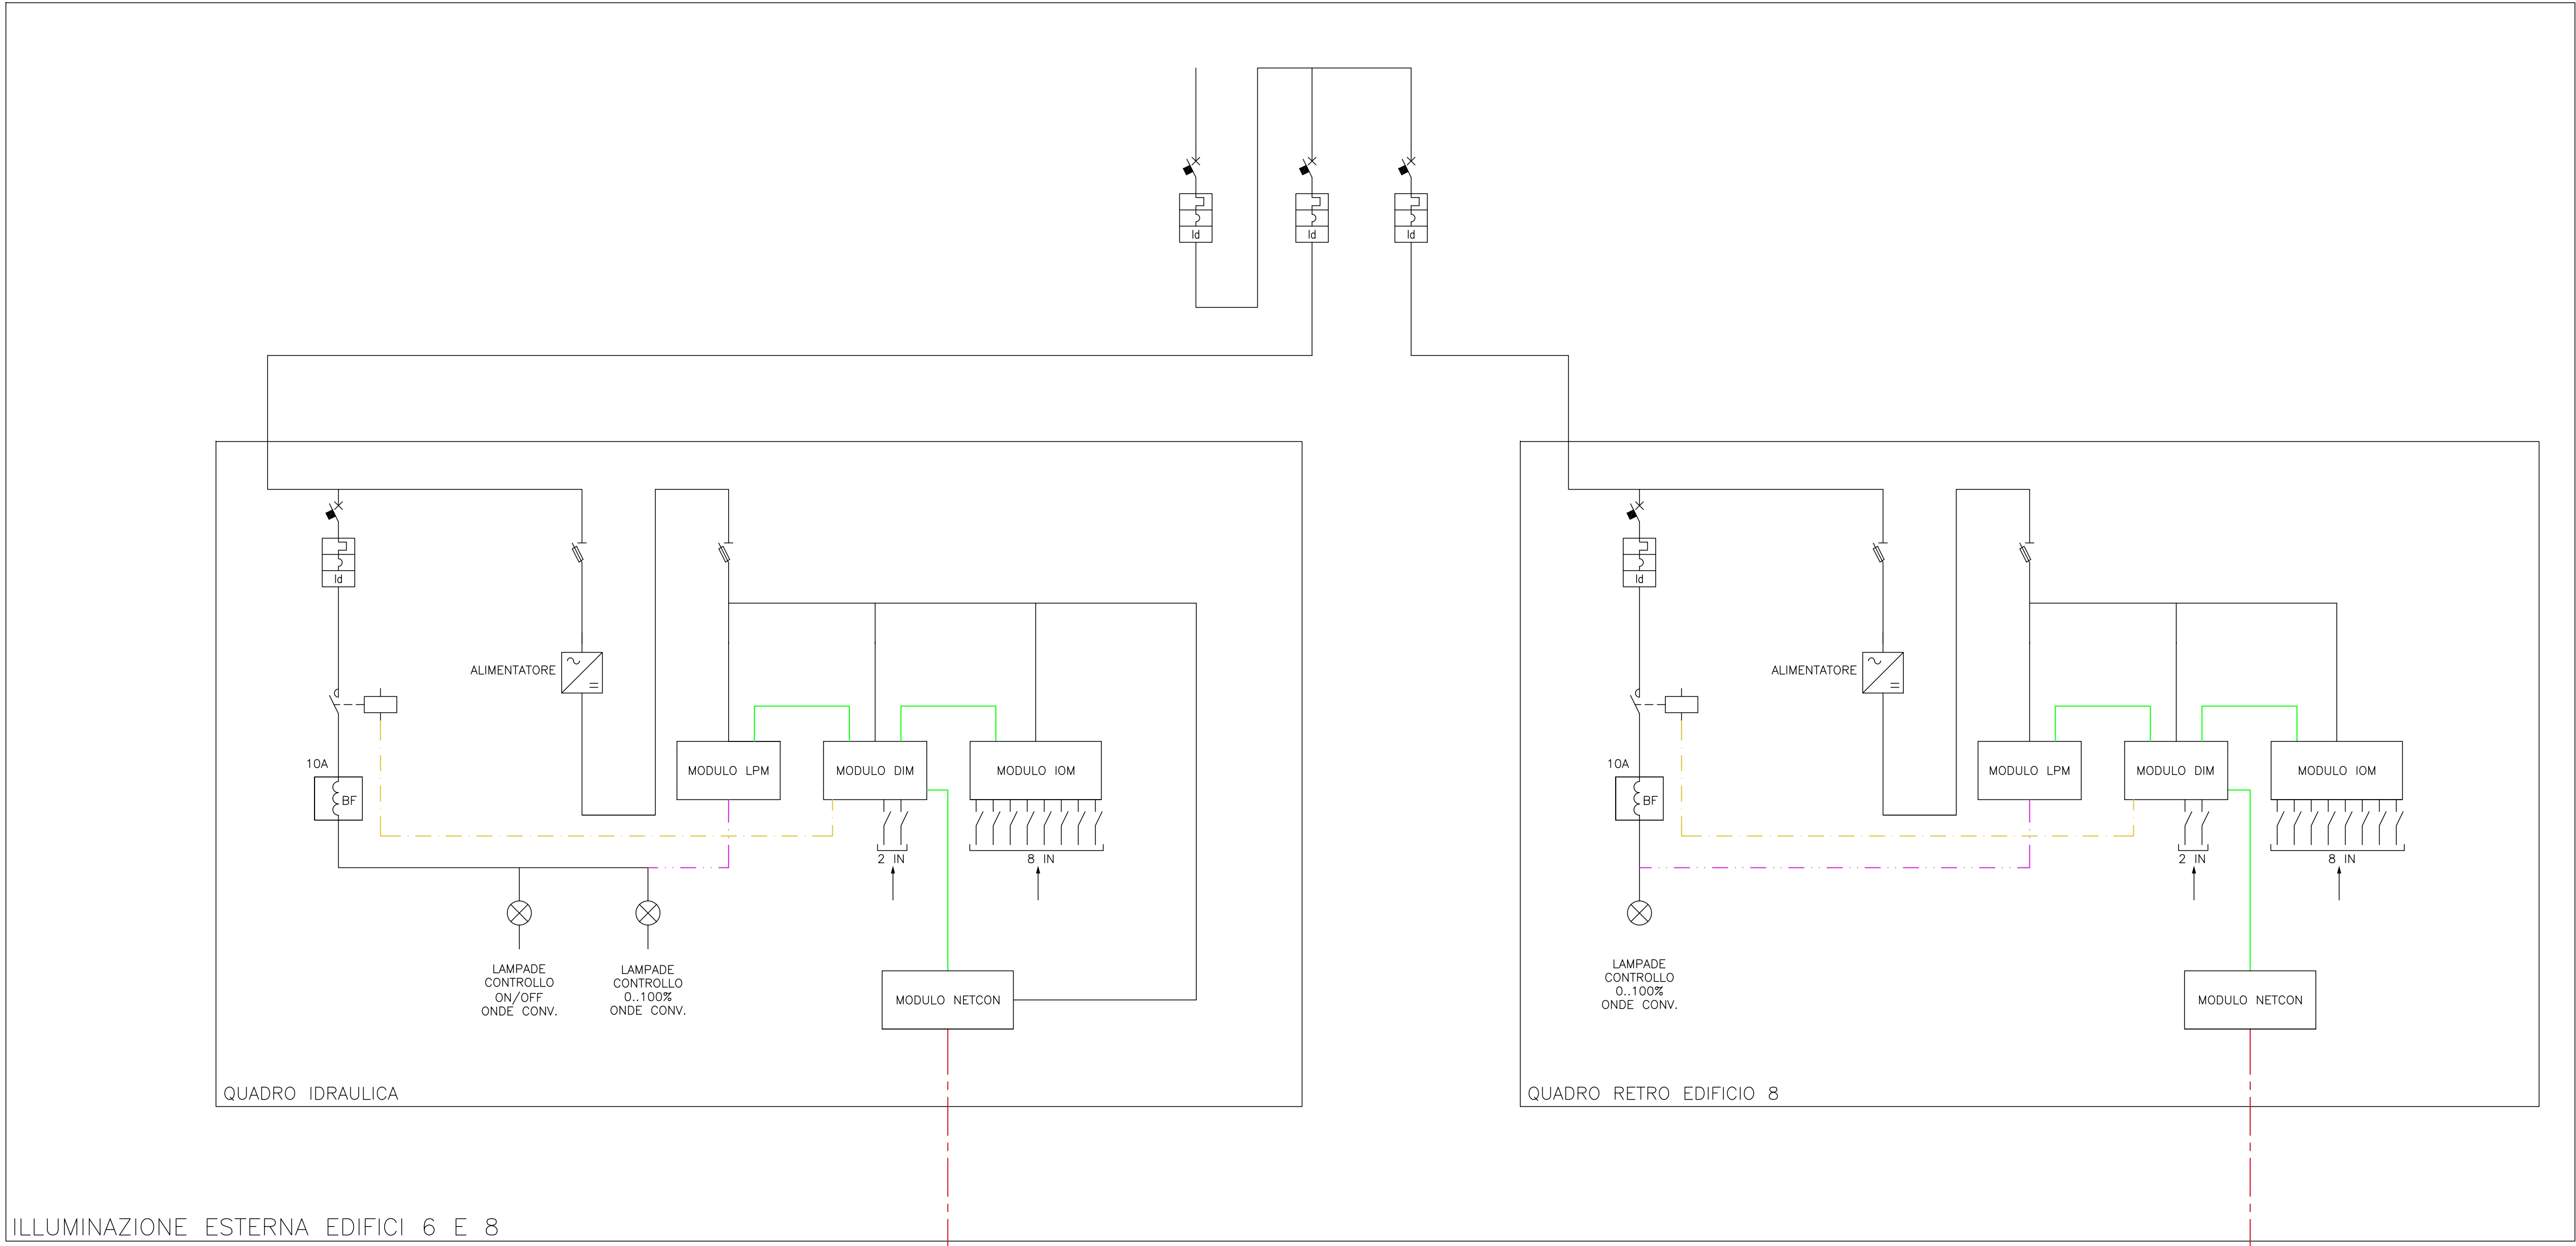 Id
Id
Id
Id
ALIMENTATORE
10A
BF
MODULO LPM
MODULO DIM
MODULO IOM
2 IN
8 IN
LAMPADE
CONTROLLO
ON/OFF
ONDE CONV.
LAMPADE
CONTROLLO
0..100%
ONDE CONV.
MODULO NETCON
QUADRO IDRAULICA
Id
ALIMENTATORE
10A
BF
MODULO LPM
MODULO DIM
MODULO IOM
2 IN
8 IN
LAMPADE
CONTROLLO
0..100%
ONDE CONV.
MODULO NETCON
QUADRO RETRO EDIFICIO 8
ILLUMINAZIONE ESTERNA EDIFICI 6 E 8